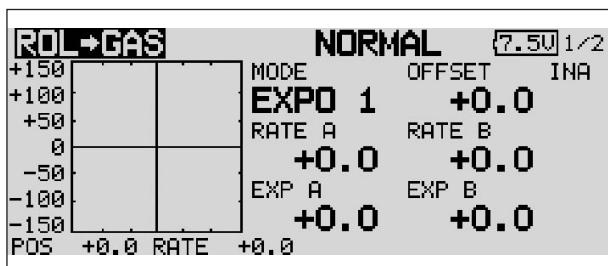 ROL→GAS NORMAL 7.5V 1/2
+150 MODE OFFSET INA
+100 EXPO 1 +0.0
+50 RATE A RATE B
0 +0.0 +0.0
-50
-100 EXP A EXP B
-150 +0.0 +0.0
POS +0.0 RATE +0.0